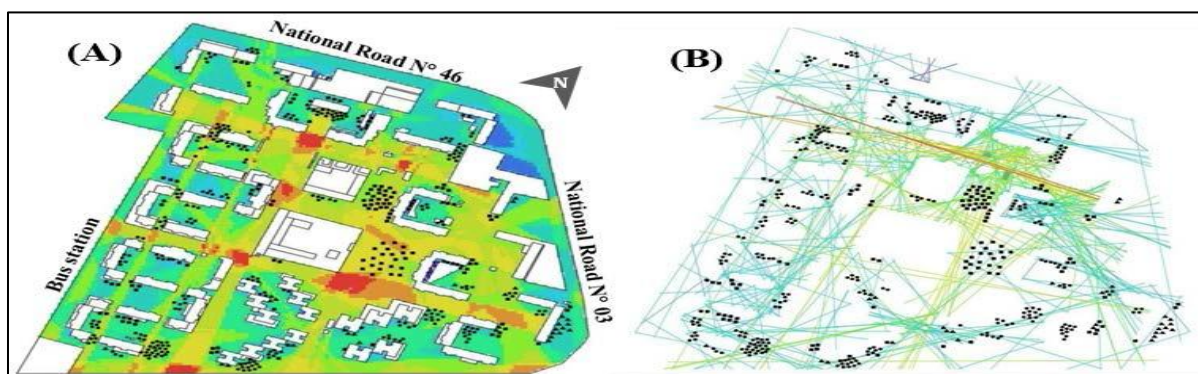 (A)
National Road N° 46
N
(B)
Bus station
National Road N° 03